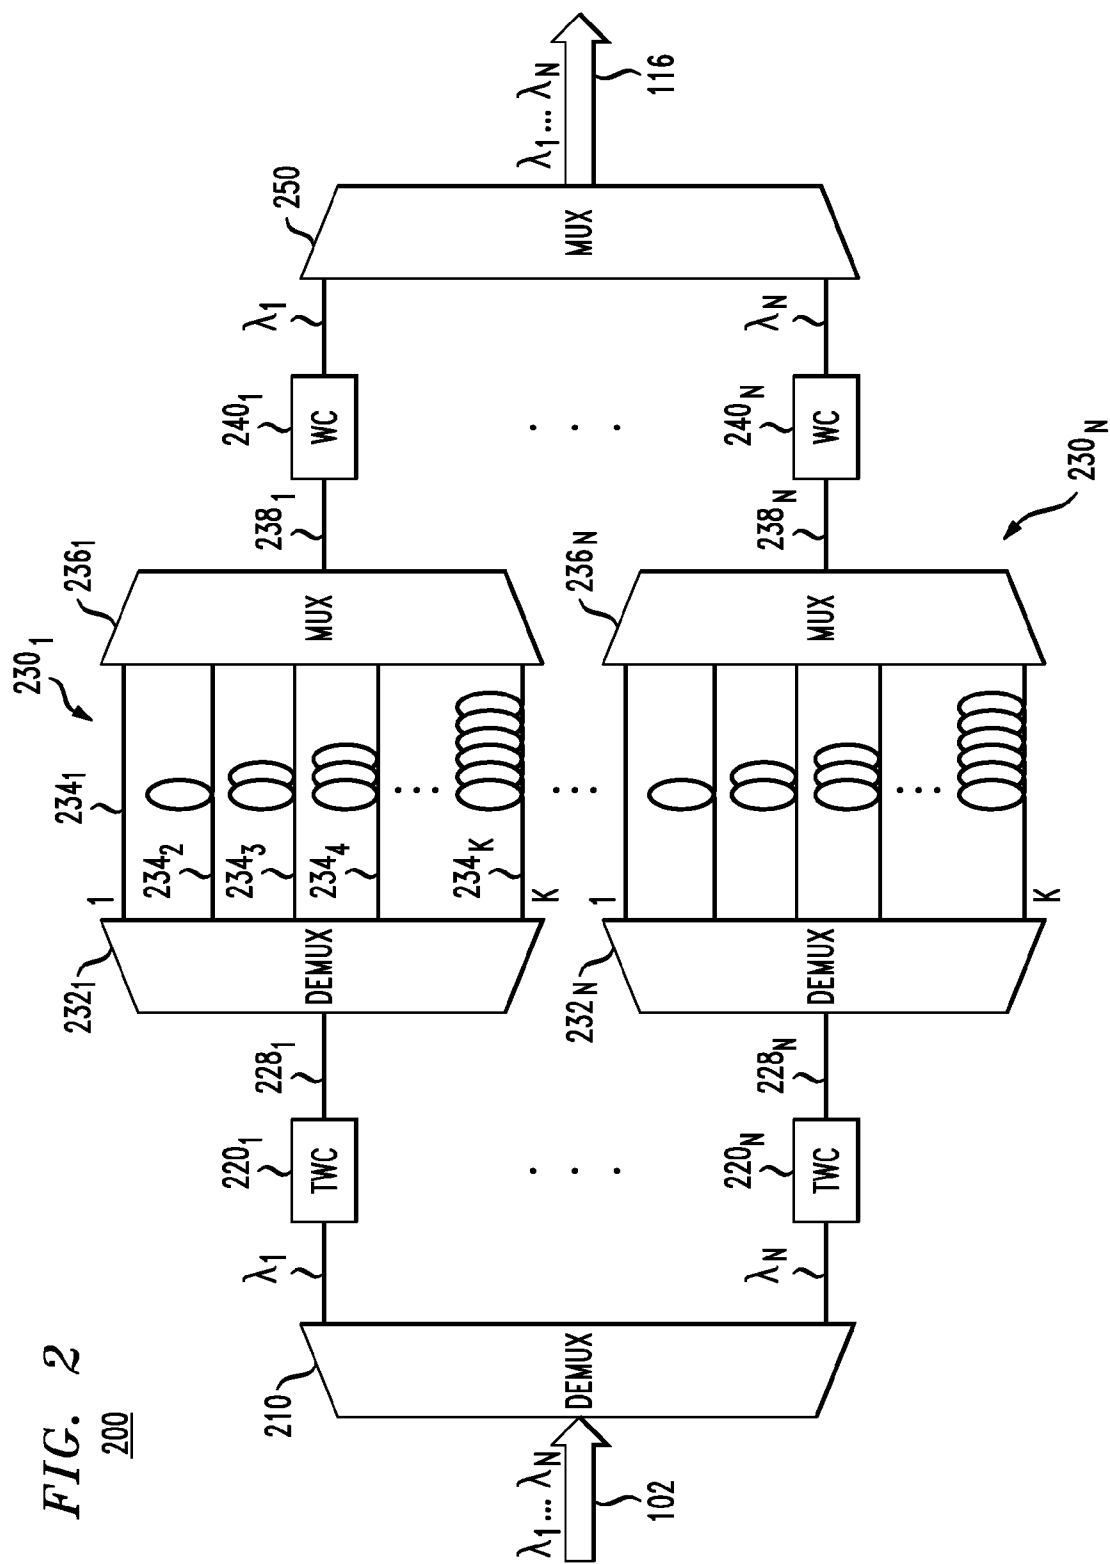 FIG. 2
200
λ1...λN
102
210
DEMUX
λ1
λN
2201
TWC
220N
TWC
2281
228N
2321
DEMUX
232N
DEMUX
2301
1
2341
2342
2343
2344
...
234K
K
...
1
...
K
2361
MUX
236N
MUX
230N
2381
238N
2401
WC
240N
WC
λ1
λN
250
MUX
λ1...λN
116